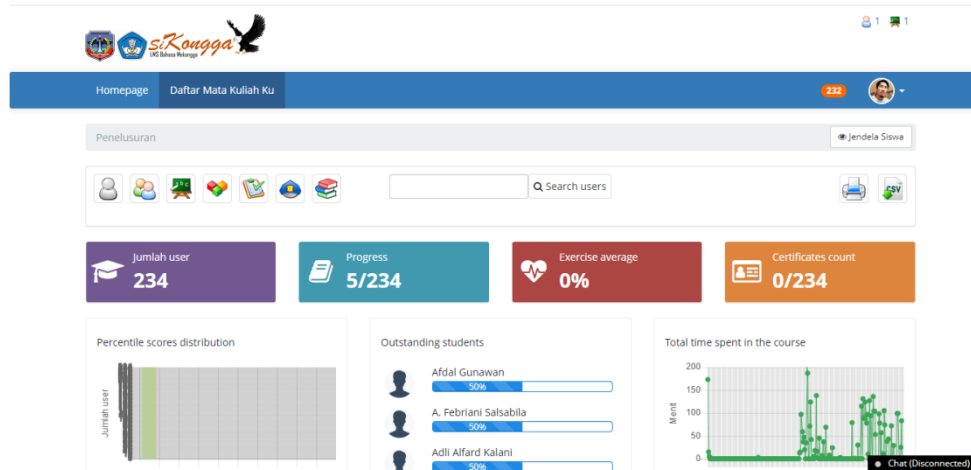 siKongga
LMS Bahasa Mekongga
1 1
Homepage Daftar Mata Kuliah Ku 232
Penelusuran Jendela Siswa
Search users CSV
Jumlah user
234
Progress
5/234
Exercise average
0%
Certificates count
0/234
Percentile scores distribution
Jumlah user
Outstanding students
Afdal Gunawan
50%
A. Febriani Salsabila
50%
Adli Alfard Kalani
50%
Total time spent in the course
Menit
200
150
100
50
0
Chat (Disconnected)